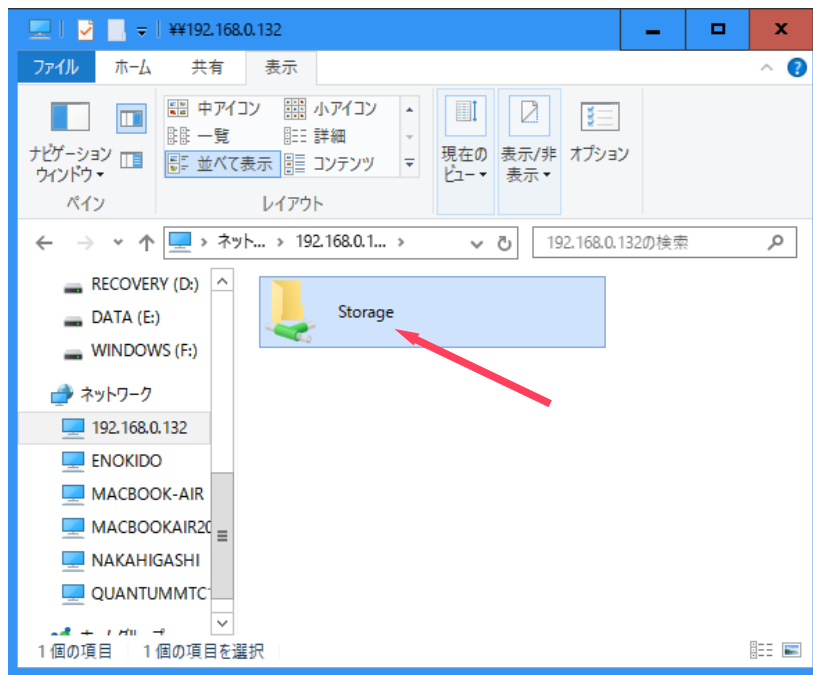 ¥¥192.168.0.132
ファイル ホーム 共有 表示
中アイコン 小アイコン
一覧 詳細
並べて表示 コンテンツ
ナビゲーション
ウィンドウ
現在の
ビュー
表示/非
表示
オプション
ペイン レイアウト
ネット... 192.168.0.1...
192.168.0.132の検索
RECOVERY (D:)
DATA (E:)
WINDOWS (F:)
ネットワーク
192.168.0.132
ENOKIDO
MACBOOK-AIR
MACBOOKAIR20
NAKAHIGASHI
QUANTUMMTC
Storage
1 個の項目 1 個の項目を選択